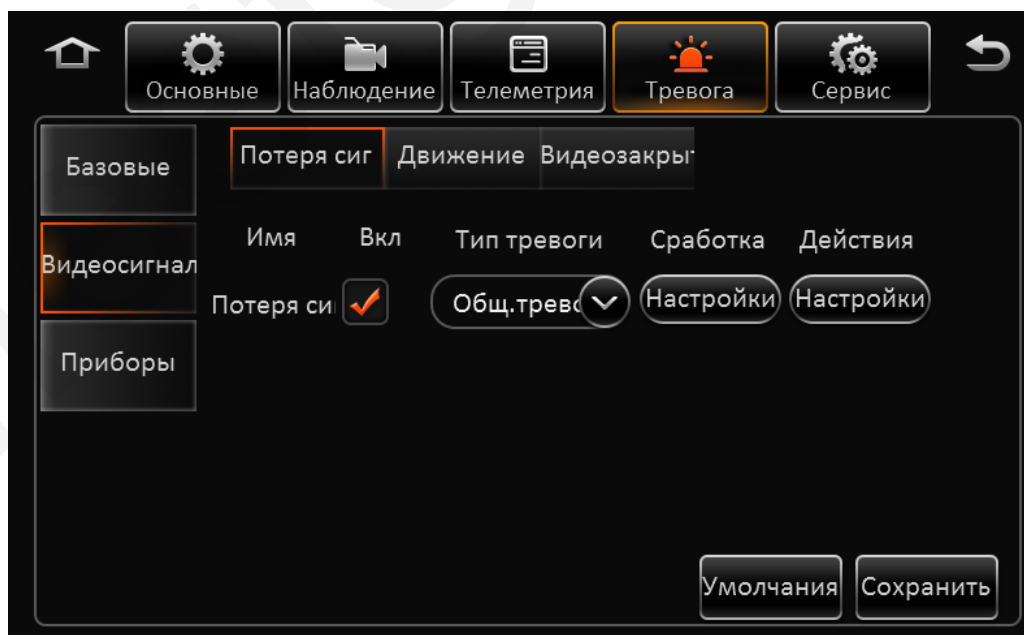 Основные Наблюдение Телеметрия Тревога Сервис
Базовые
Видеосигнал
Приборы
Потеря сиг Движение Видеозакры
Имя Вкл Тип тревоги Сработка Действия
Потеря си Общ.трево Настройки Настройки
Умолчания Сохранить